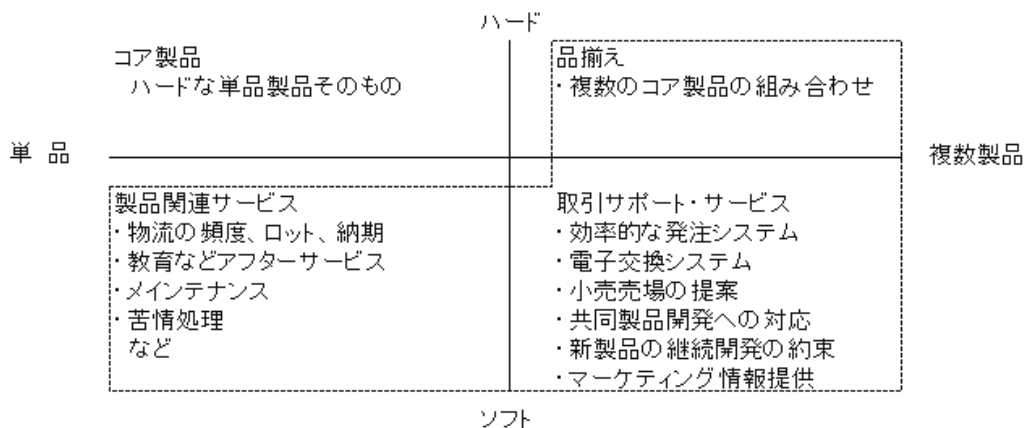 ハード
コア製品
ハードな単品製品そのもの
品揃え
・複数のコア製品の組み合わせ
単 品
複数製品
製品関連サービス
・物流の頻度、ロット、納期
・教育などアフターサービス
・メインテナンス
・苦情処理
など
取引サポート・サービス
・効率的な発注システム
・電子交換システム
・小売売場の提案
・共同製品開発への対応
・新製品の継続開発の約束
・マーケティング情報提供
ソフト